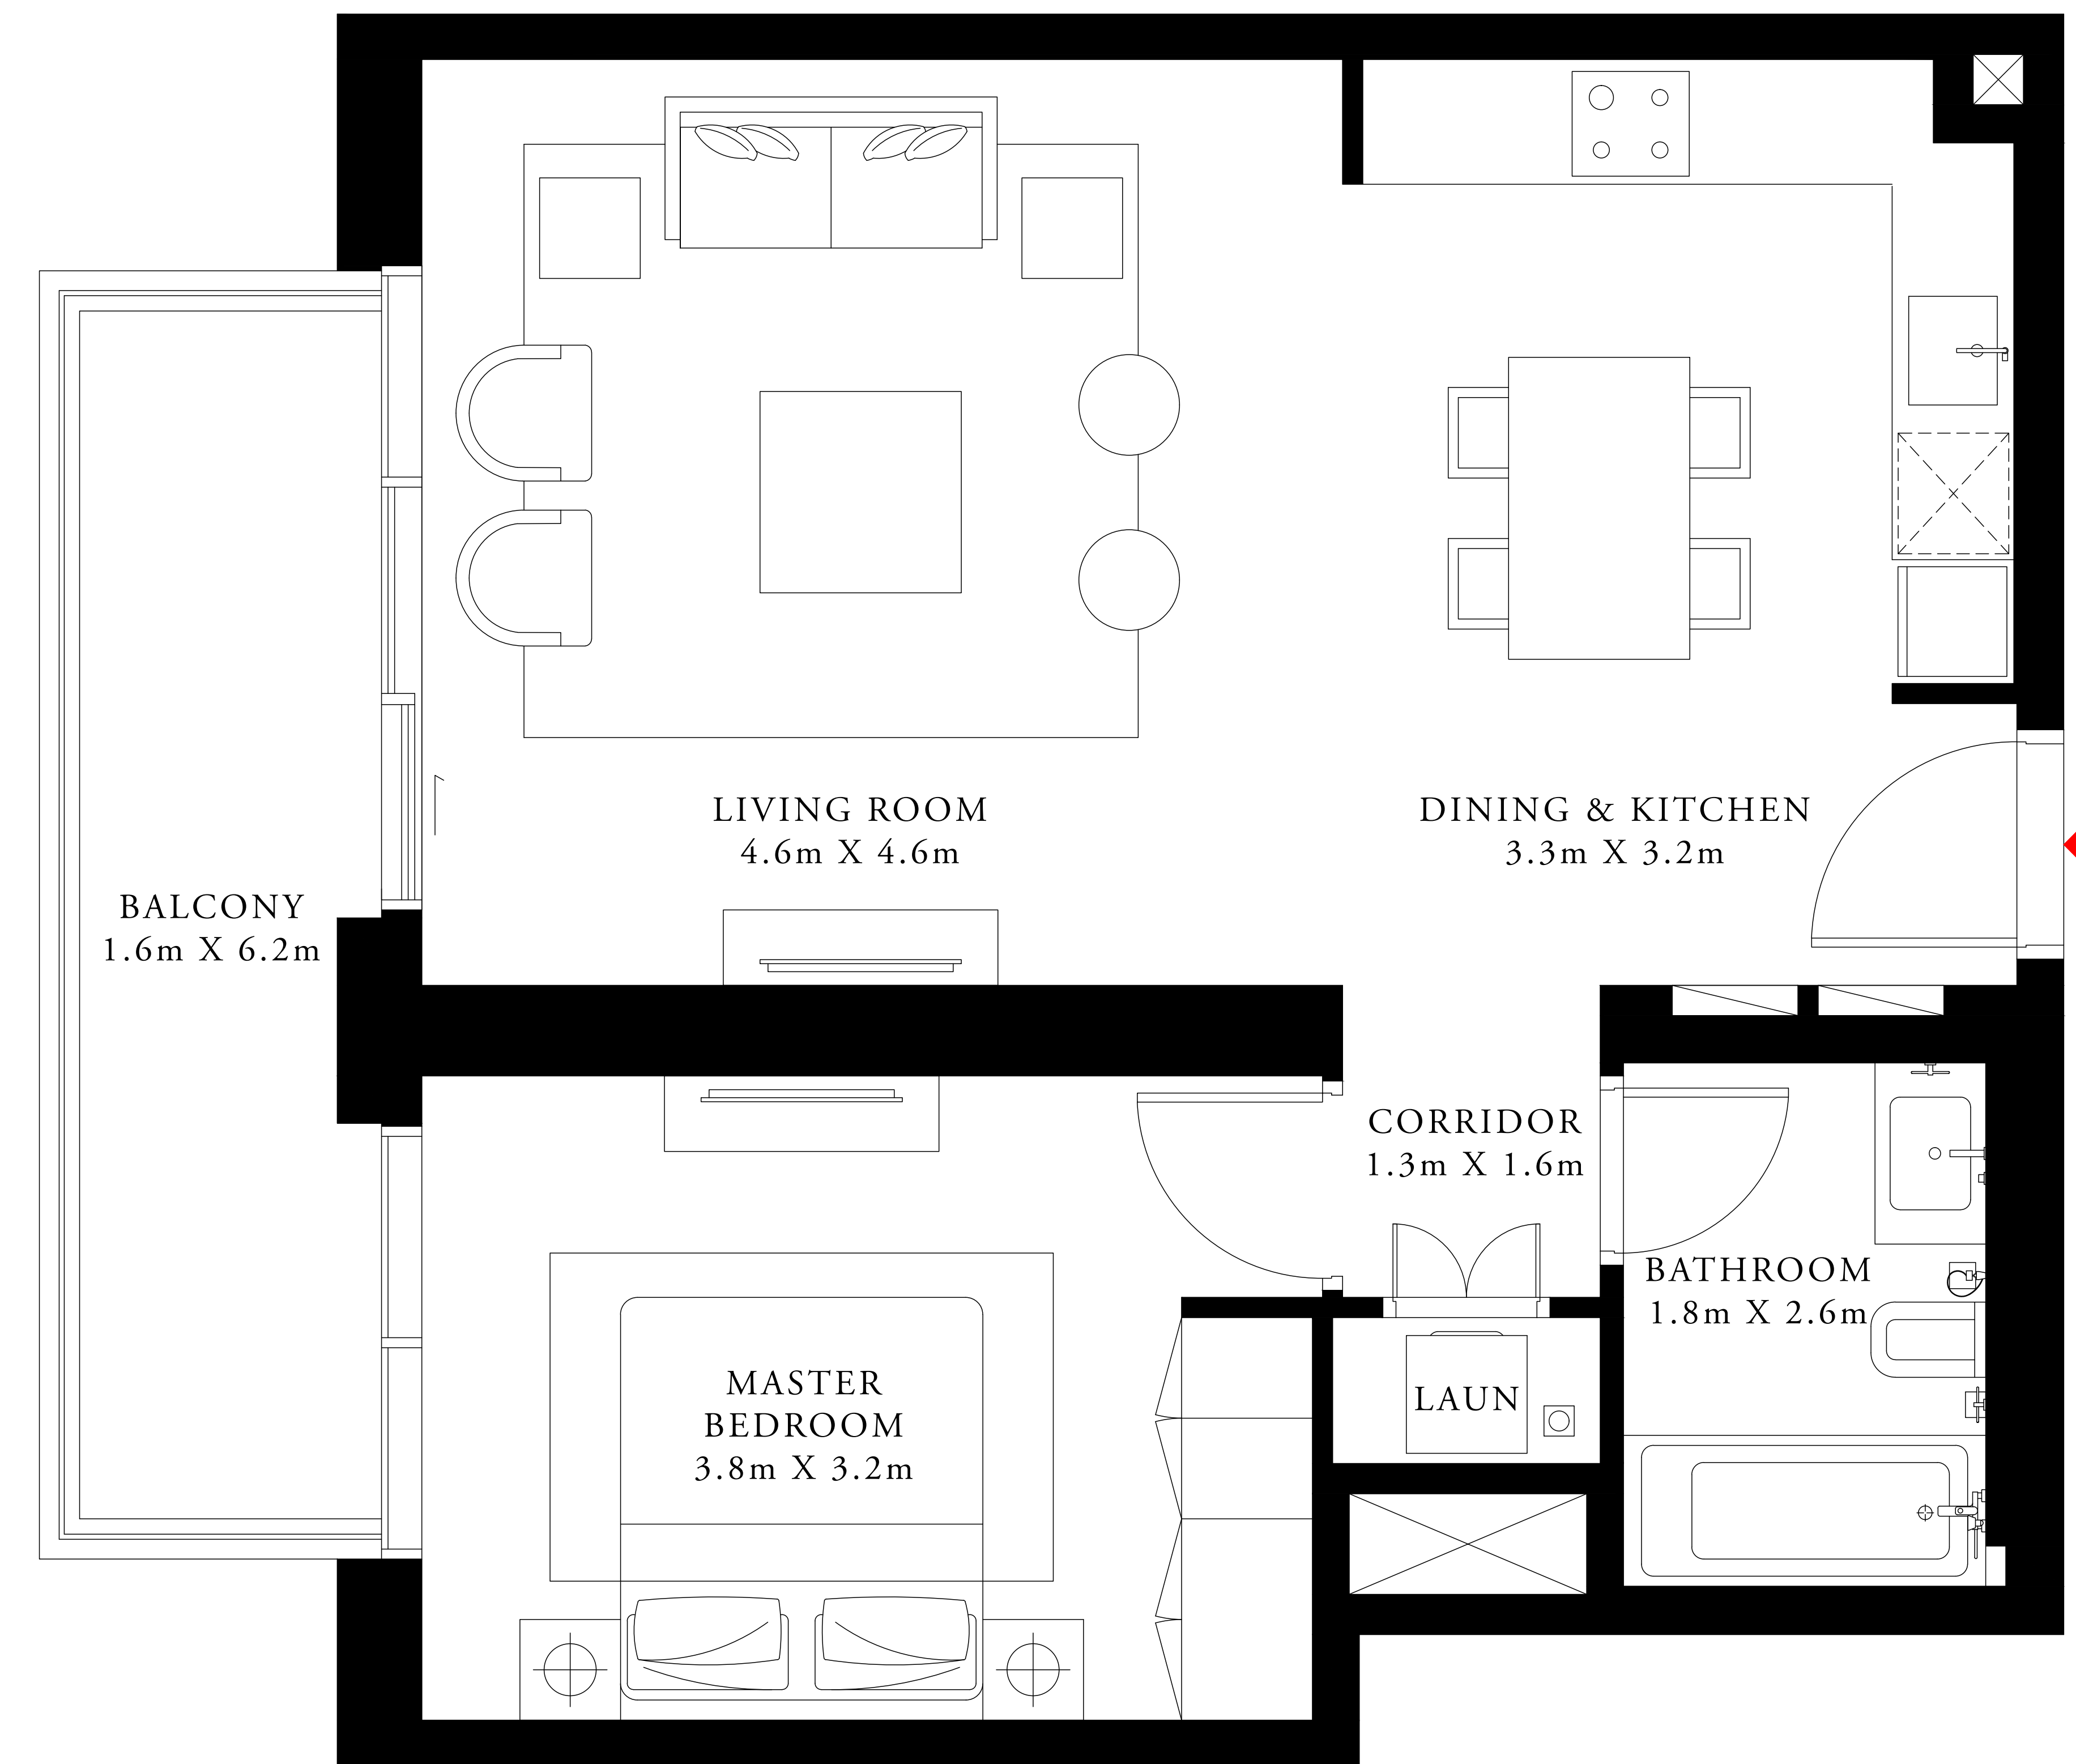 LIVING ROOM
4.6m X 4.6m
DINING & KITCHEN
3.3m X 3.2m
BALCONY
1.6m X 6.2m
CORRIDOR
1.3m X 1.6m
BATHROOM
1.8m X 2.6m
MASTER
BEDROOM
3.8m X 3.2m
LAUN